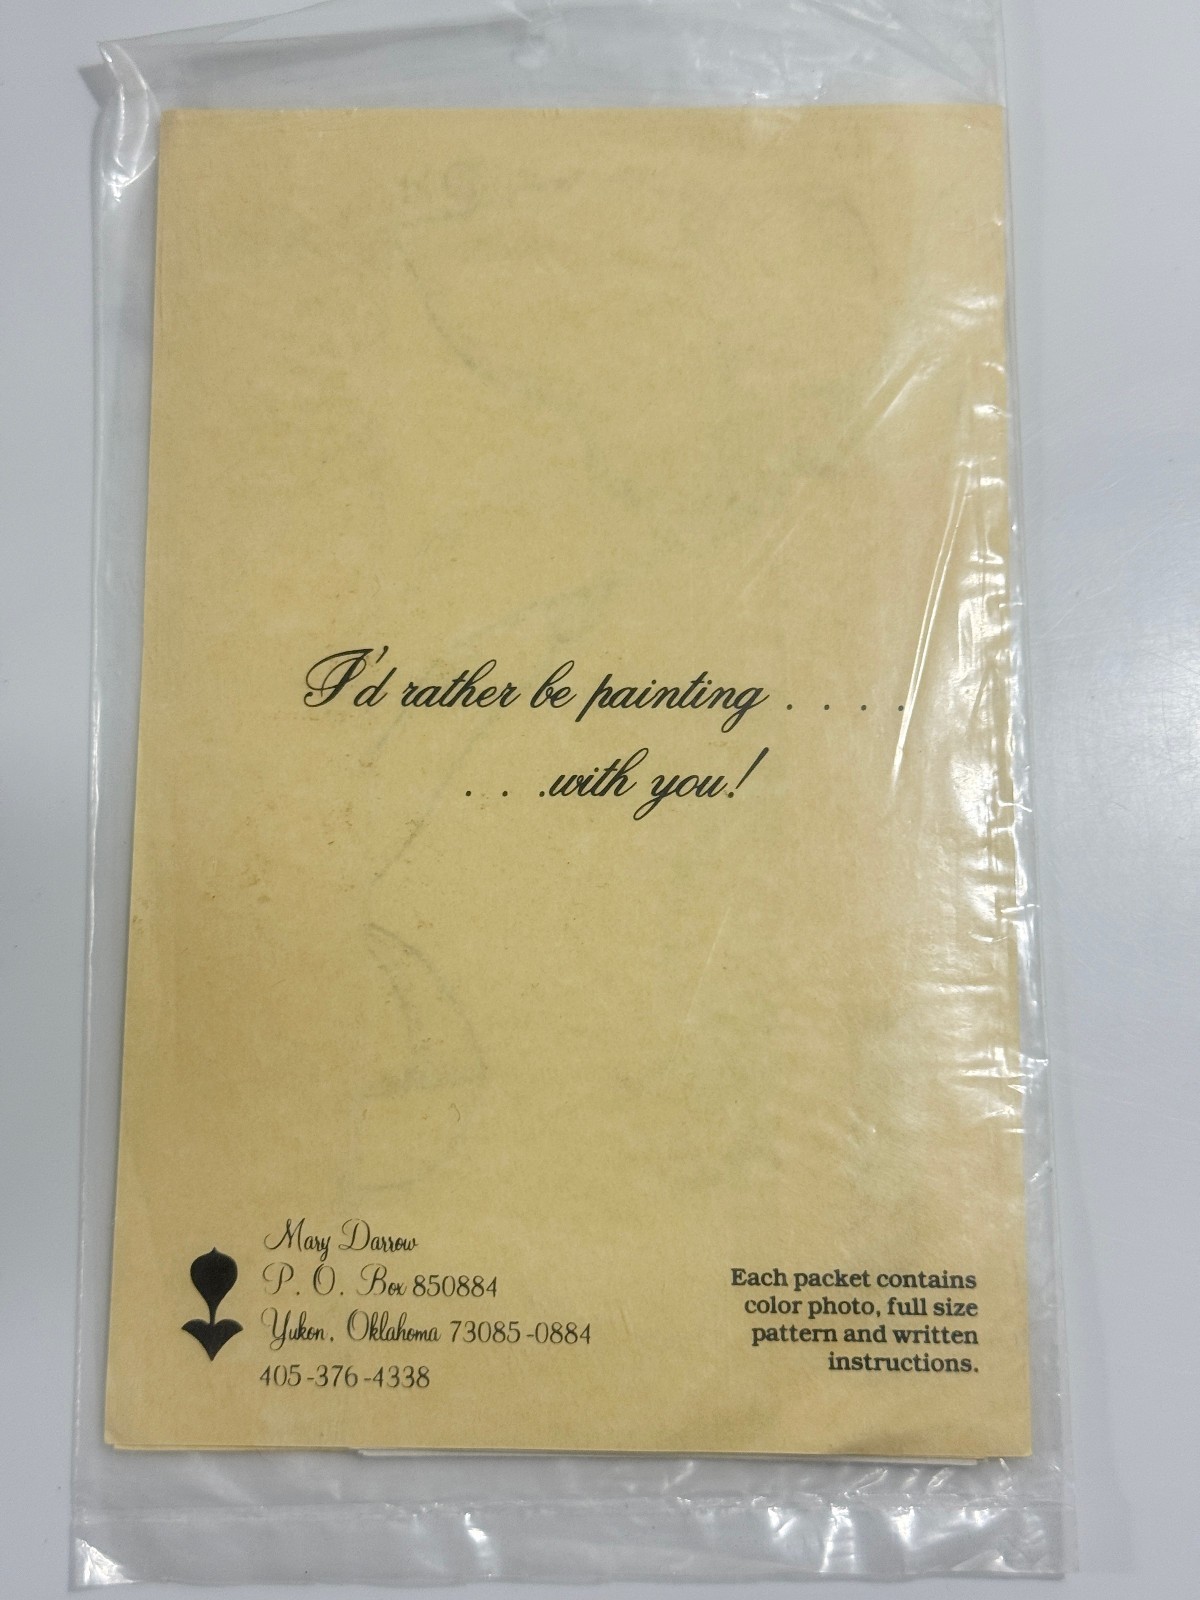 I'd rather be painting . . . .
. . .with you!
Mary Darrow
P. O. Box 850884
Yukon, Oklahoma 73085-0884
405-376-4338
Each packet contains
color photo, full size
pattern and written
instructions.